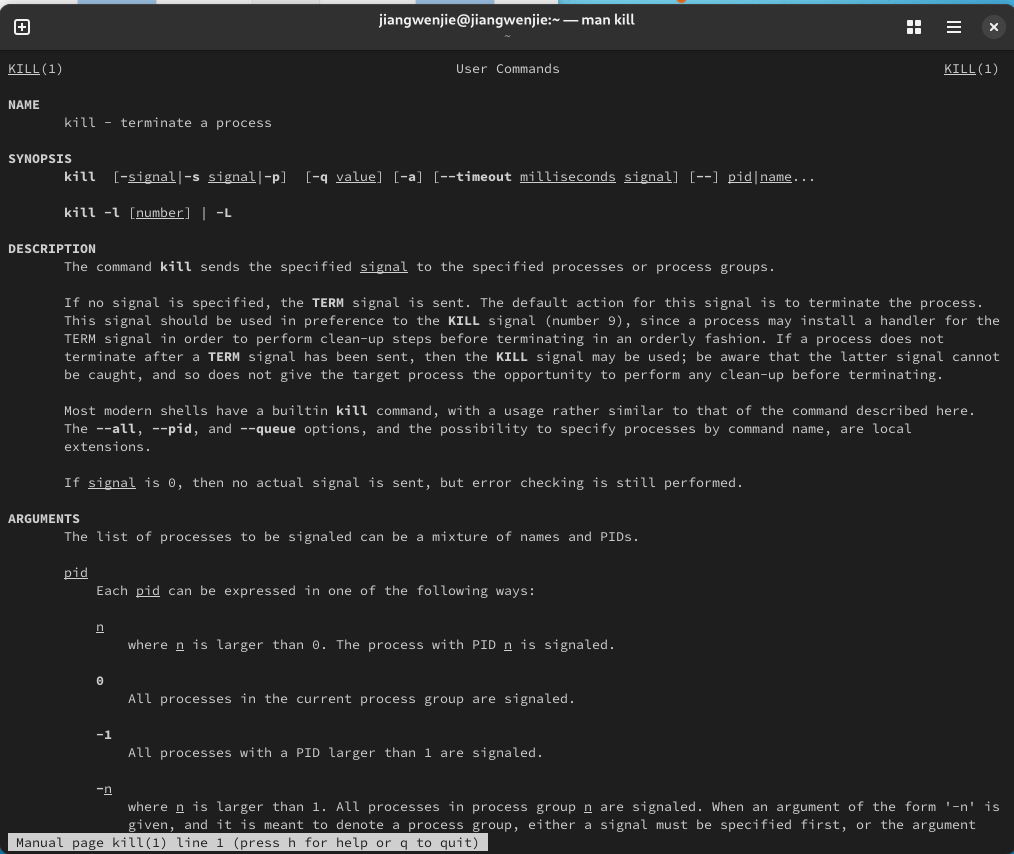 jiangwenjie@jiangwenjie:~ — man kill
~
KILL(1) User Commands KILL(1)
NAME
kill - terminate a process
SYNOPSIS
kill [-signal|-s signal|-p] [-q value] [-a] [--timeout milliseconds signal] [--] pid|name...
kill -l [number] | -L
DESCRIPTION
The command kill sends the specified signal to the specified processes or process groups.
If no signal is specified, the TERM signal is sent. The default action for this signal is to terminate the process.
This signal should be used in preference to the KILL signal (number 9), since a process may install a handler for the
TERM signal in order to perform clean-up steps before terminating in an orderly fashion. If a process does not
terminate after a TERM signal has been sent, then the KILL signal may be used; be aware that the latter signal cannot
be caught, and so does not give the target process the opportunity to perform any clean-up before terminating.
Most modern shells have a builtin kill command, with a usage rather similar to that of the command described here.
The --all, --pid, and --queue options, and the possibility to specify processes by command name, are local
extensions.
If signal is 0, then no actual signal is sent, but error checking is still performed.
ARGUMENTS
The list of processes to be signaled can be a mixture of names and PIDs.
pid
Each pid can be expressed in one of the following ways:
n
where n is larger than 0. The process with PID n is signaled.
0
All processes in the current process group are signaled.
-1
All processes with a PID larger than 1 are signaled.
-n
where n is larger than 1. All processes in process group n are signaled. When an argument of the form '-n' is
given, and it is meant to denote a process group, either a signal must be specified first, or the argument
Manual page kill(1) line 1 (press h for help or q to quit)